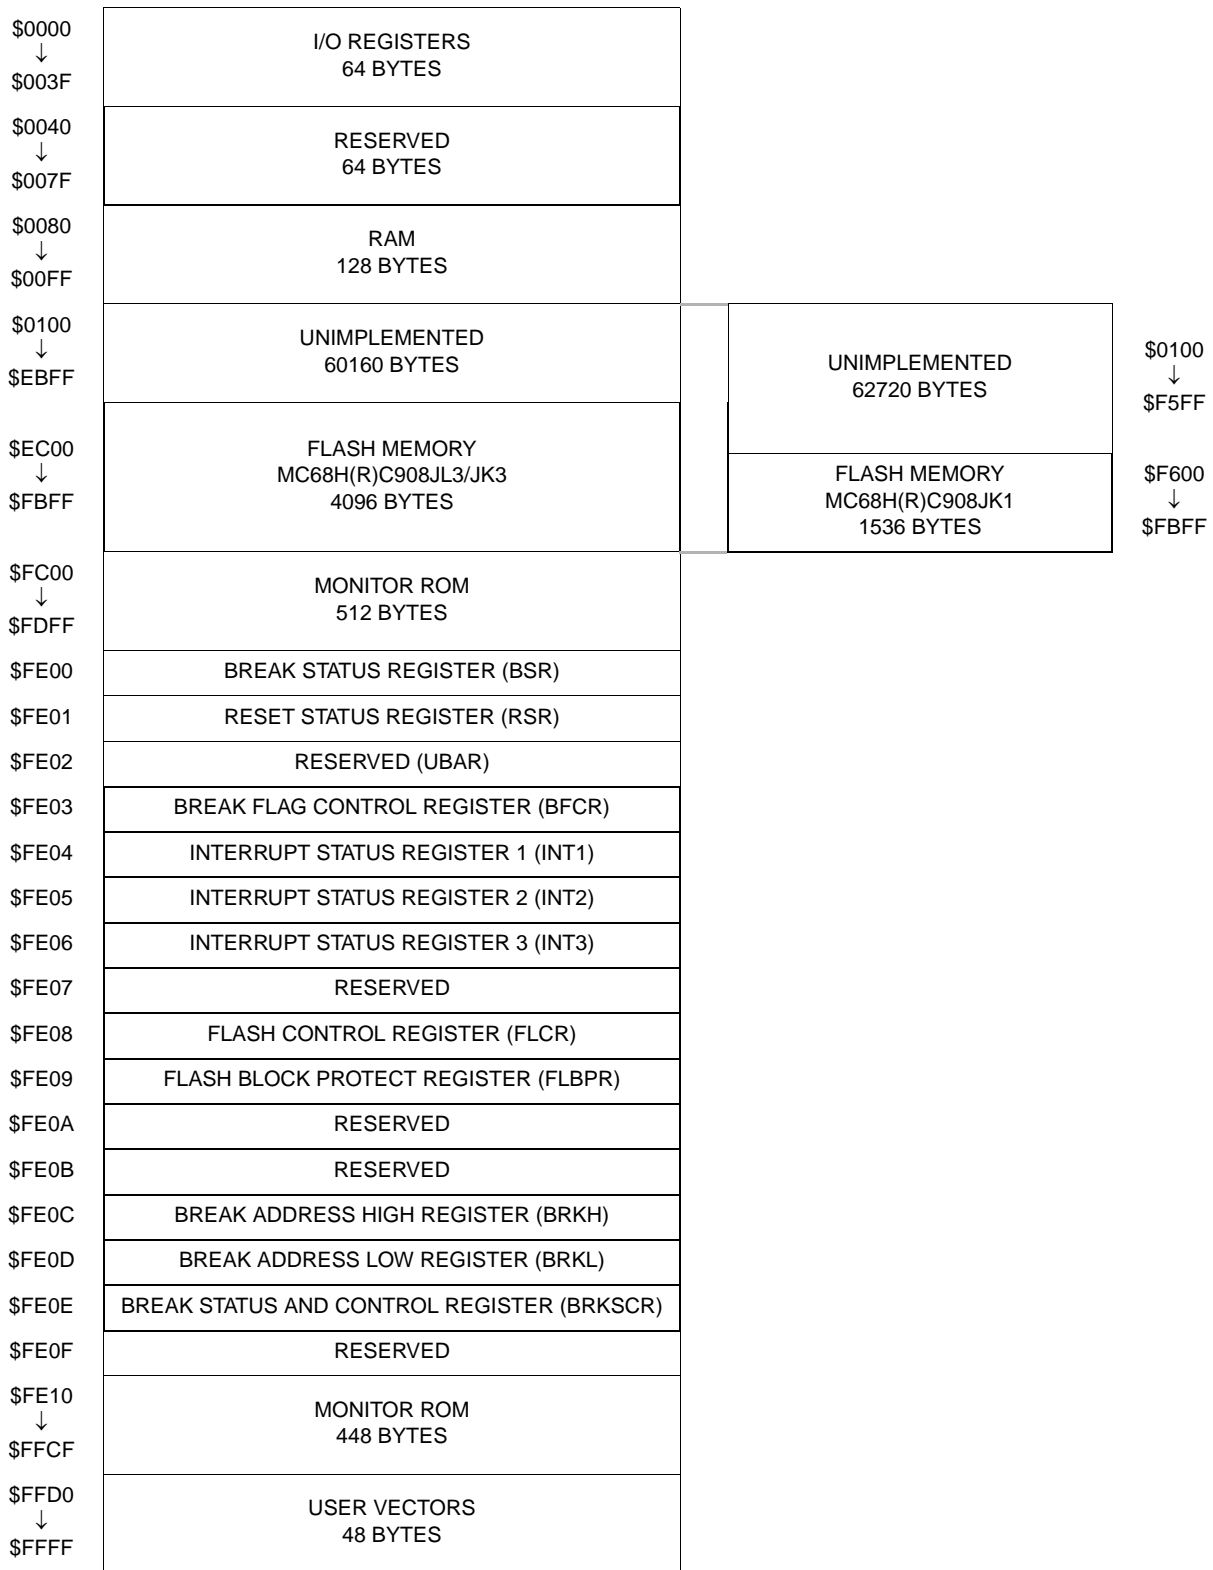 $0000
↓
$003F
I/O REGISTERS
64 BYTES
$0040
↓
$007F
RESERVED
64 BYTES
$0080
↓
$00FF
RAM
128 BYTES
$0100
↓
$EBFF
UNIMPLEMENTED
60160 BYTES
UNIMPLEMENTED
62720 BYTES
$0100
↓
$F5FF
$EC00
↓
$FBFF
FLASH MEMORY
MC68H(R)C908JL3/JK3
4096 BYTES
FLASH MEMORY
MC68H(R)C908JK1
1536 BYTES
$F600
↓
$FBFF
$FC00
↓
$FDFF
MONITOR ROM
512 BYTES
$FE00 BREAK STATUS REGISTER (BSR)
$FE01 RESET STATUS REGISTER (RSR)
$FE02 RESERVED (UBAR)
$FE03 BREAK FLAG CONTROL REGISTER (BFCR)
$FE04 INTERRUPT STATUS REGISTER 1 (INT1)
$FE05 INTERRUPT STATUS REGISTER 2 (INT2)
$FE06 INTERRUPT STATUS REGISTER 3 (INT3)
$FE07 RESERVED
$FE08 FLASH CONTROL REGISTER (FLCR)
$FE09 FLASH BLOCK PROTECT REGISTER (FLBPR)
$FE0A RESERVED
$FE0B RESERVED
$FE0C BREAK ADDRESS HIGH REGISTER (BRKH)
$FE0D BREAK ADDRESS LOW REGISTER (BRKL)
$FE0E BREAK STATUS AND CONTROL REGISTER (BRKSCR)
$FE0F RESERVED
$FE10
↓
$FFCF
MONITOR ROM
448 BYTES
$FFD0
↓
$FFFF
USER VECTORS
48 BYTES